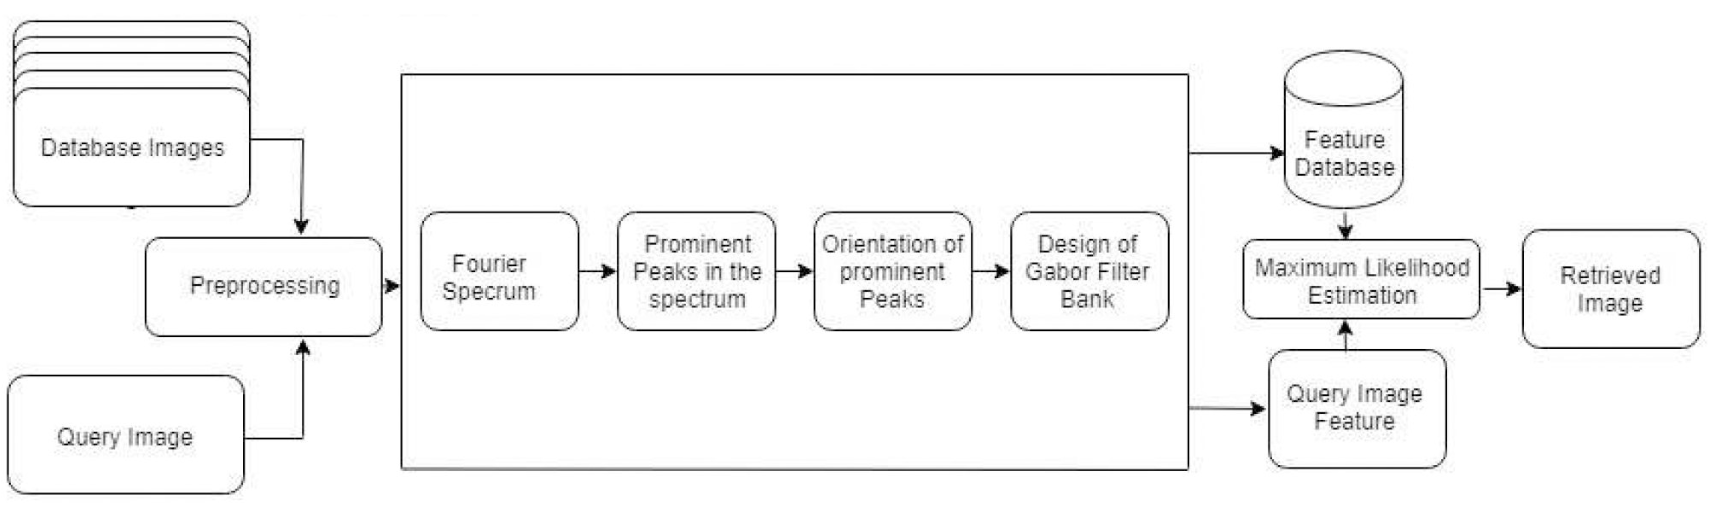 Database Images
Preprocessing
Query Image
Fourier
Specrum
Prominent
Peaks in the
spectrum
Orientation of
prominent
Peaks
Design of
Gabor Filter
Bank
Feature
Database
Maximum Likelihood
Estimation
Query Image
Feature
Retrieved
Image